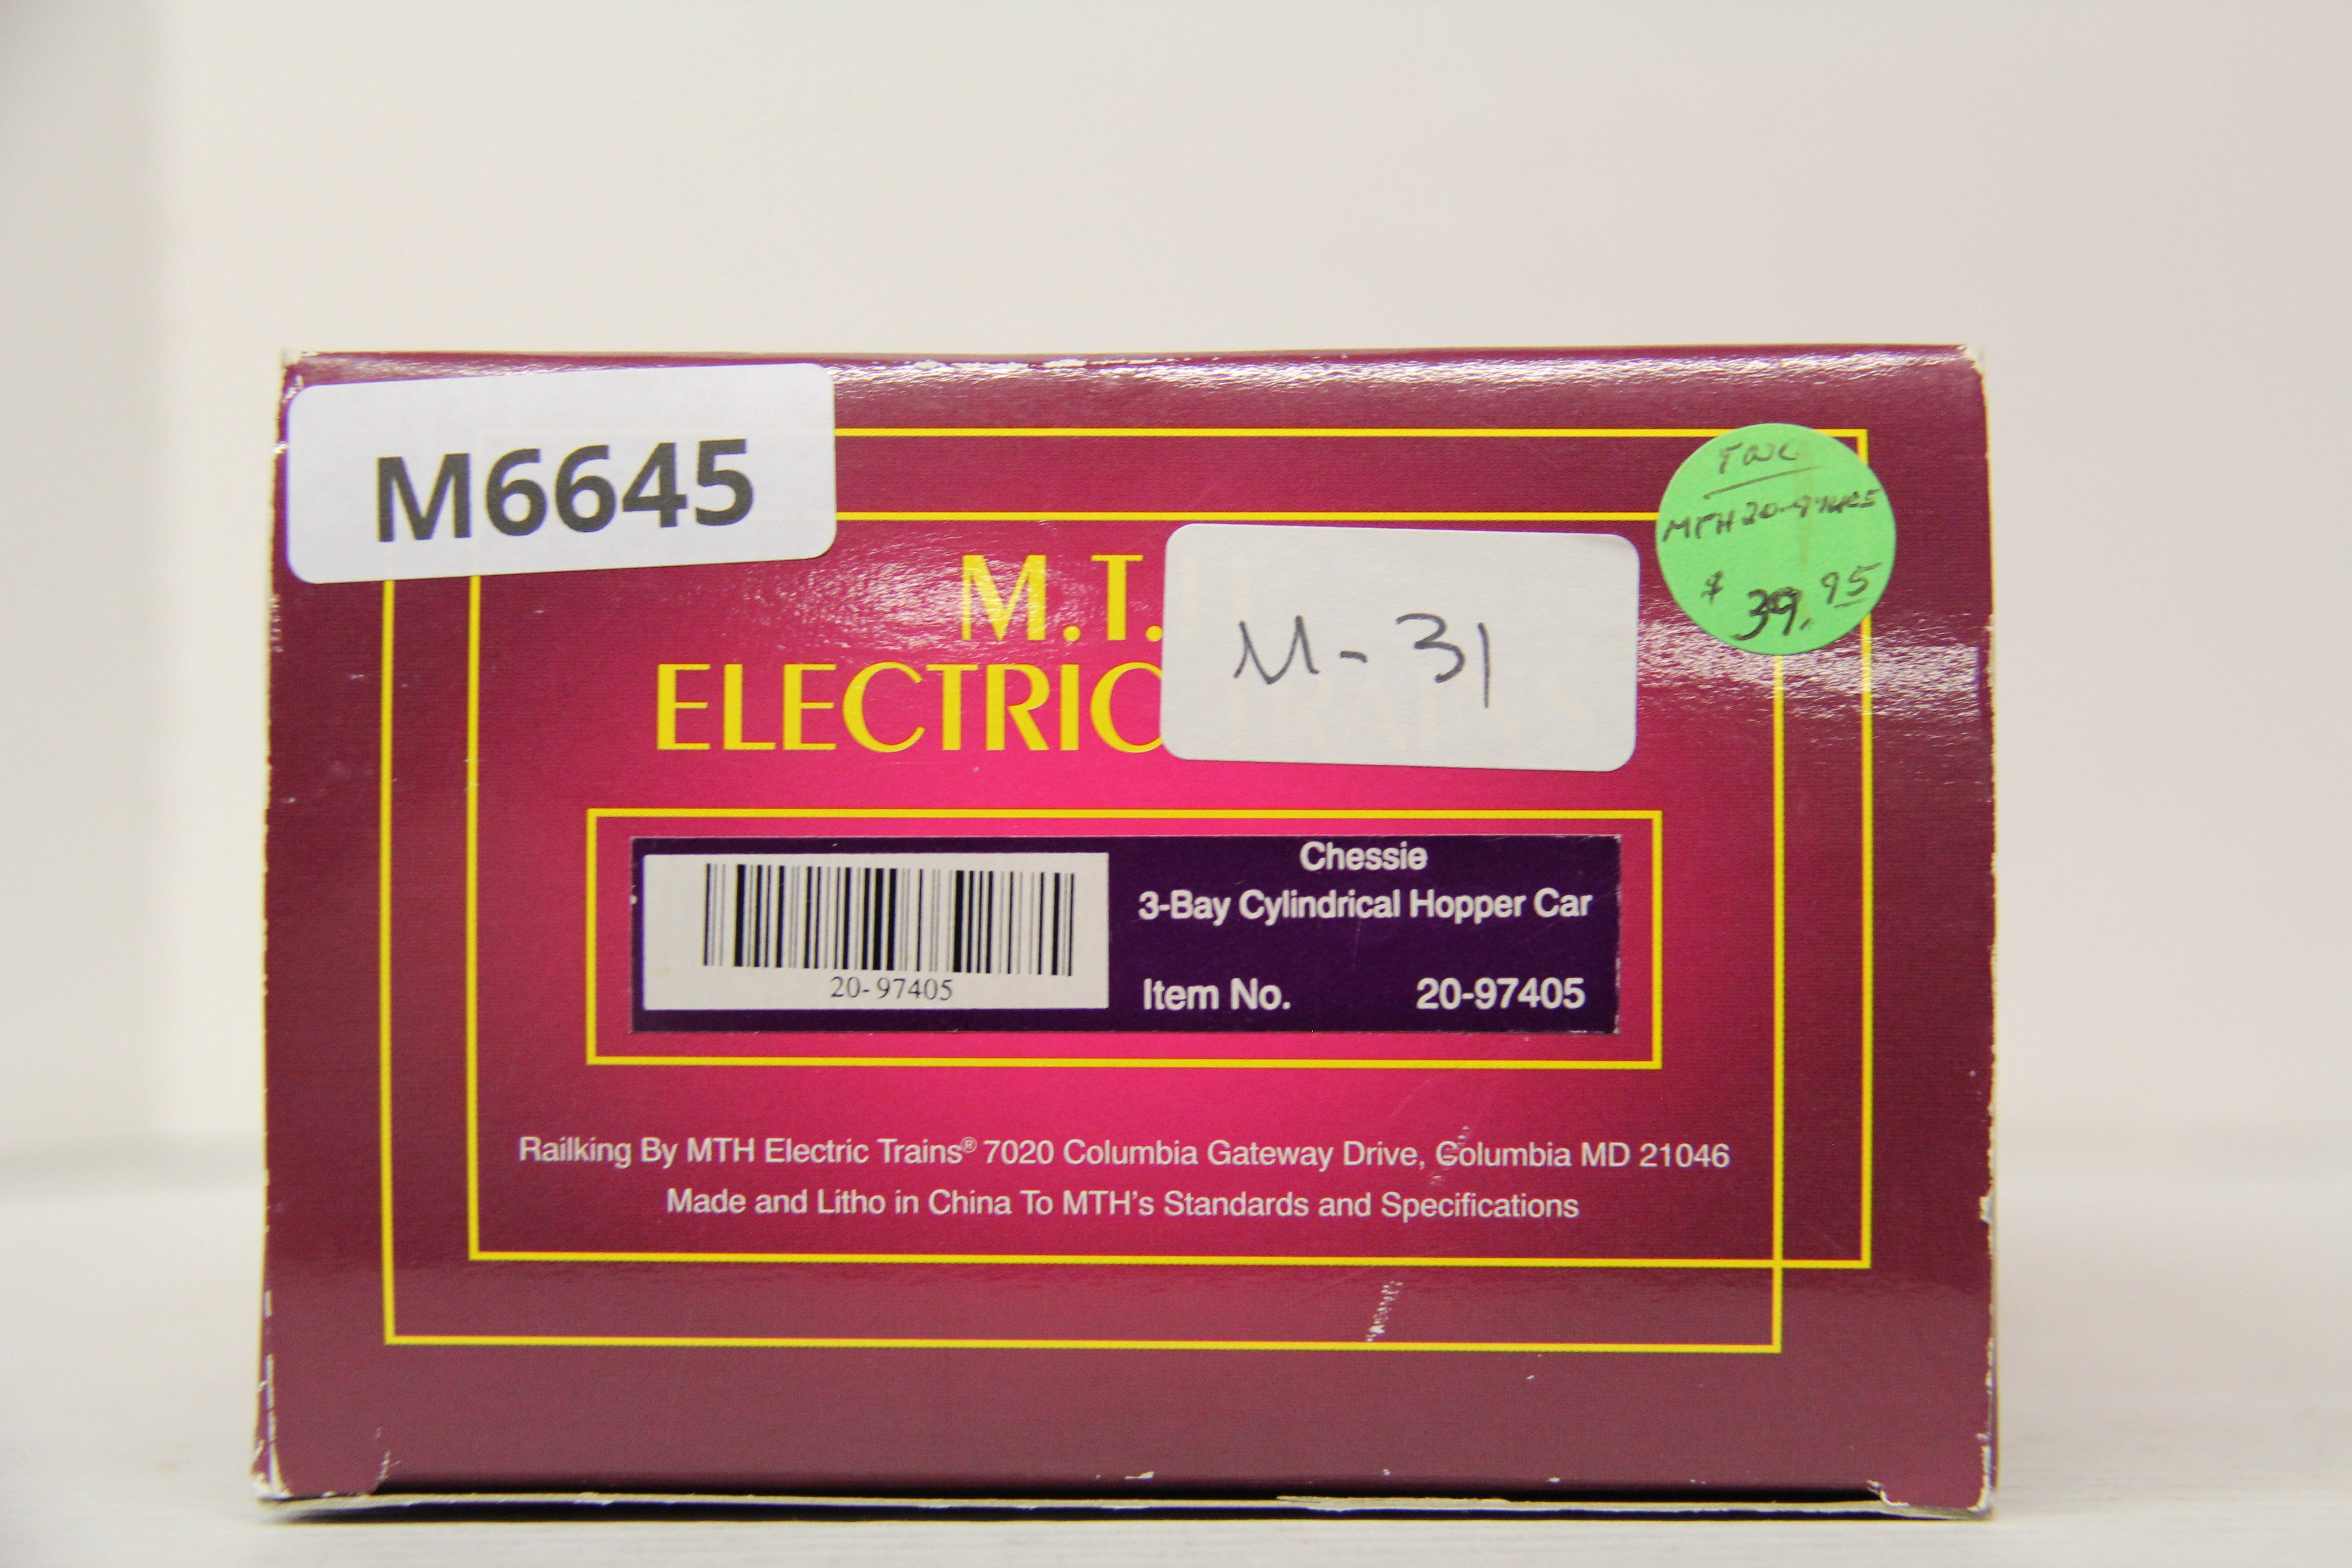 M6645
TWC
MTH 20-97405
$ 39.95
M.T.H
ELECTRIC TRAINS
M-31
Chessie
3-Bay Cylindrical Hopper Car
20-97405
Item No. 20-97405
Railking By MTH Electric Trains® 7020 Columbia Gateway Drive, Columbia MD 21046
Made and Litho in China To MTH's Standards and Specifications